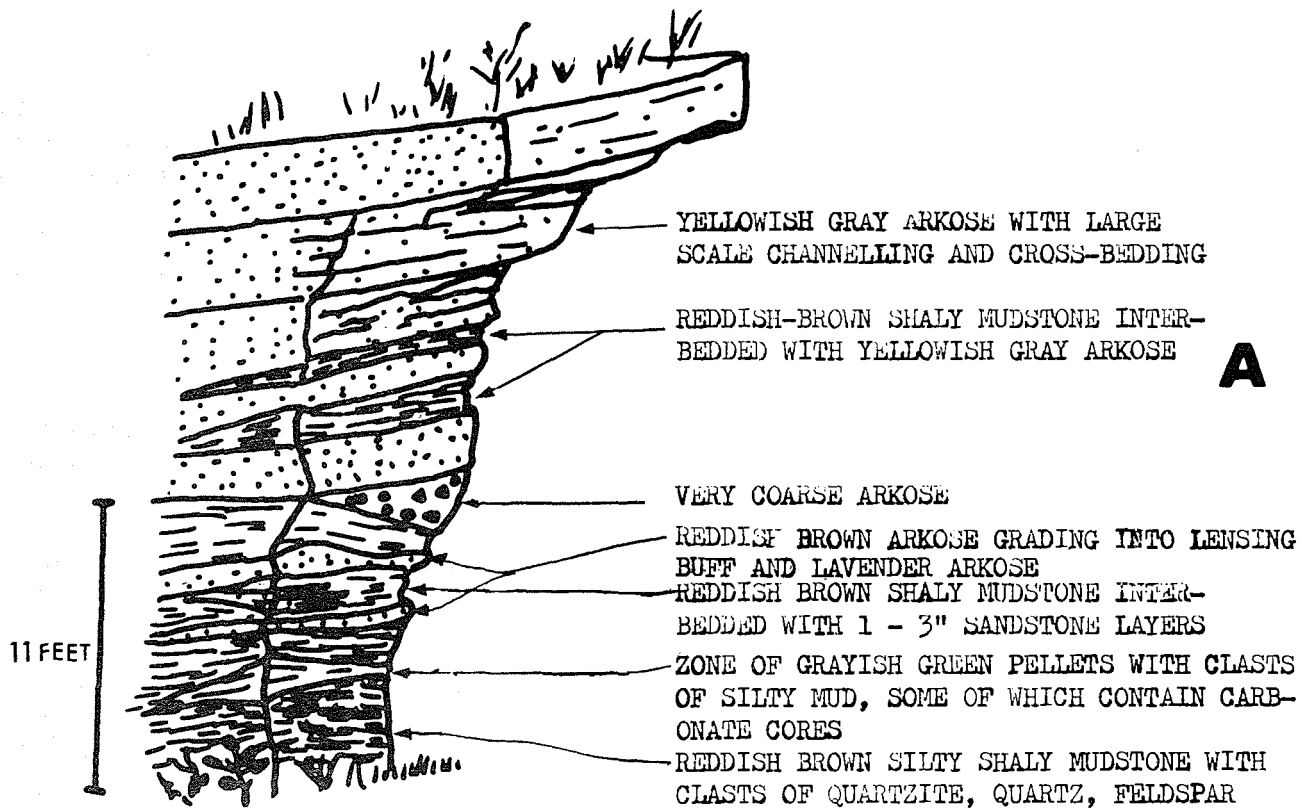 YELLOWISH GRAY ARKOSE WITH LARGE
SCALE CHANNELLING AND CROSS-BEDDING
REDDISH-BROWN SHALY MUDSTONE INTER-
BEDDED WITH YELLOWISH GRAY ARKOSE
A
VERY COARSE ARKOSE
REDDISH BROWN ARKOSE GRADING INTO LENSING
BUFF AND LAVENDER ARKOSE
REDDISH BROWN SHALY MUDSTONE INTER-
BEDDED WITH 1 - 3" SANDSTONE LAYERS
11 FEET
ZONE OF GRAYISH GREEN PELLETS WITH CLASTS
OF SILTY MUD, SOME OF WHICH CONTAIN CARB-
ONATE CORES
REDDISH BROWN SILTY SHALY MUDSTONE WITH
CLASTS OF QUARTZITE, QUARTZ, FELDSPAR